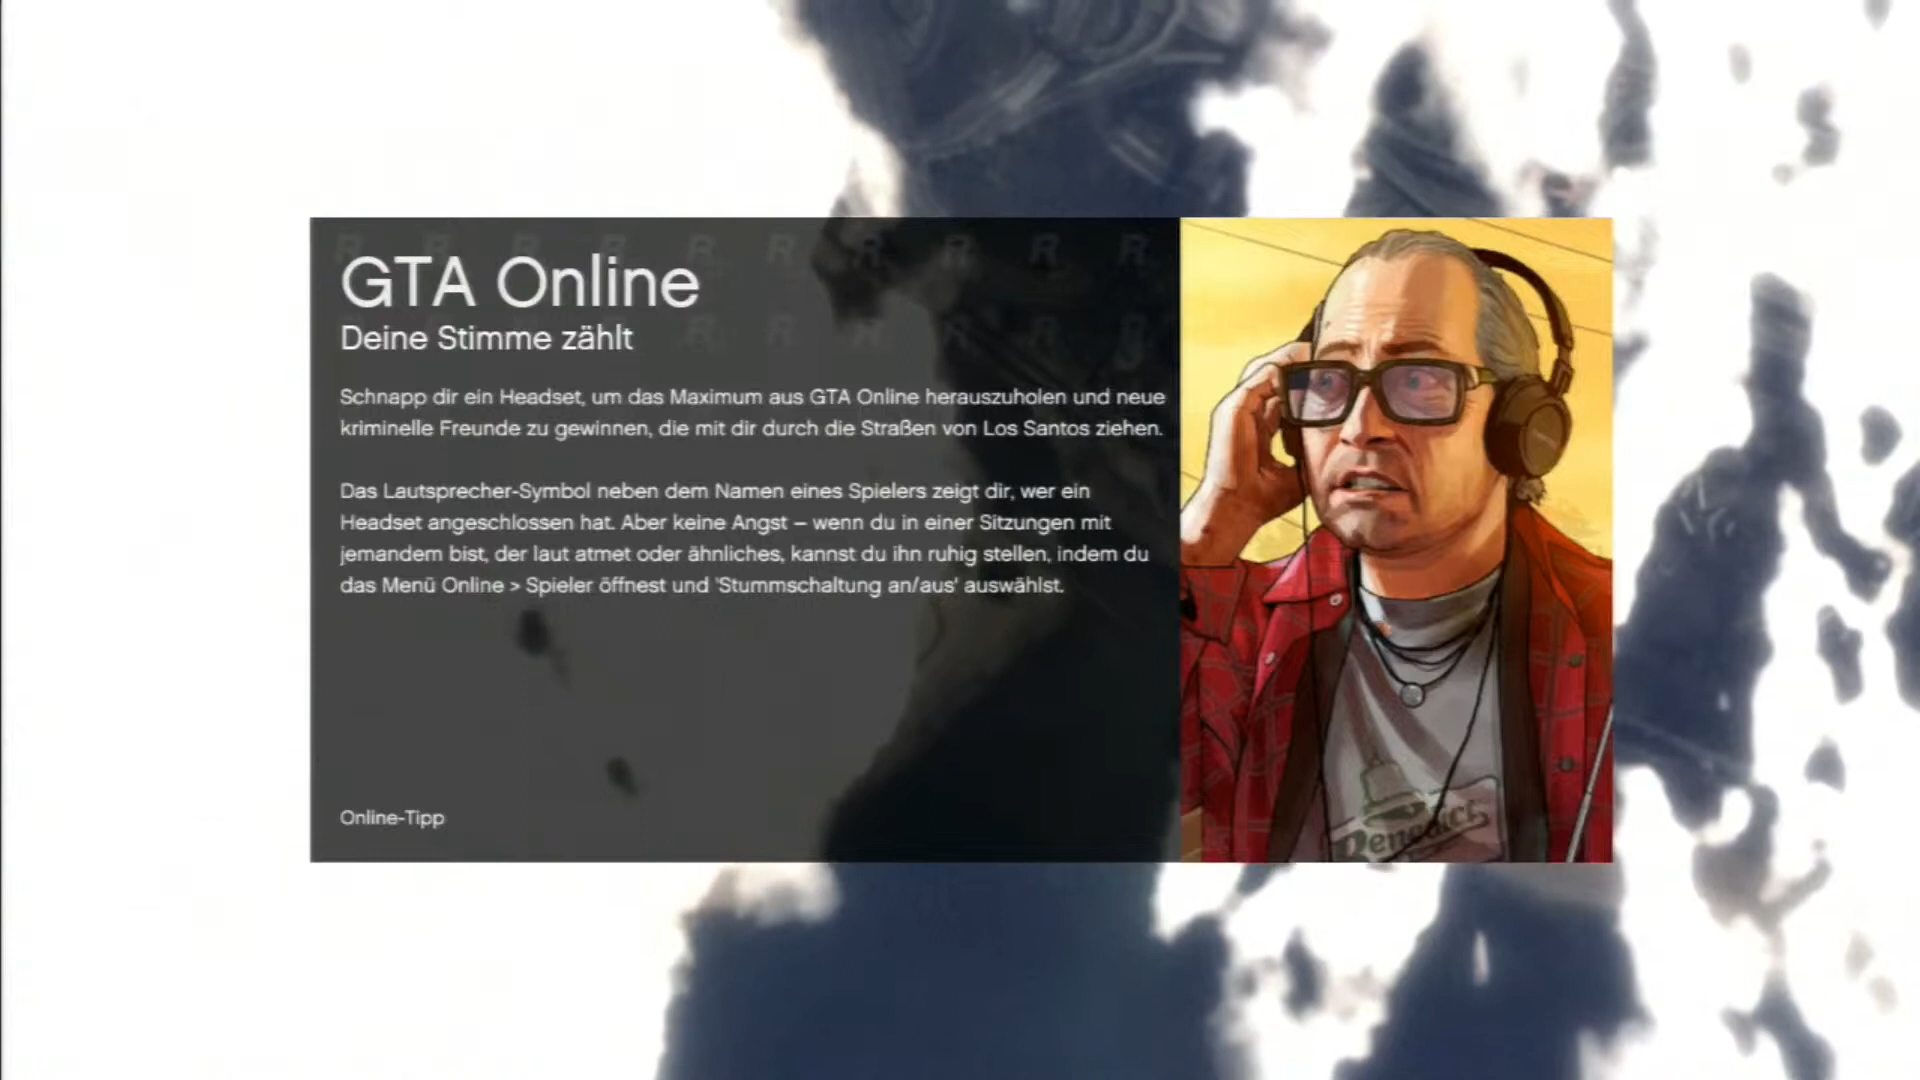 GTA Online
Deine Stimme zählt
Schnapp dir ein Headset, um das Maximum aus GTA Online herauszuholen und neue
kriminelle Freunde zu gewinnen, die mit dir durch die Straßen von Los Santos ziehen.
Das Lautsprecher-Symbol neben dem Namen eines Spielers zeigt dir, wer ein
Headset angeschlossen hat. Aber keine Angst – wenn du in einer Sitzungen mit
jemandem bist, der laut atmet oder ähnliches, kannst du ihn ruhig stellen, indem du
das Menü Online > Spieler öffnest und 'Stummschaltung an/aus' auswählst.
Online-Tipp
Benedict